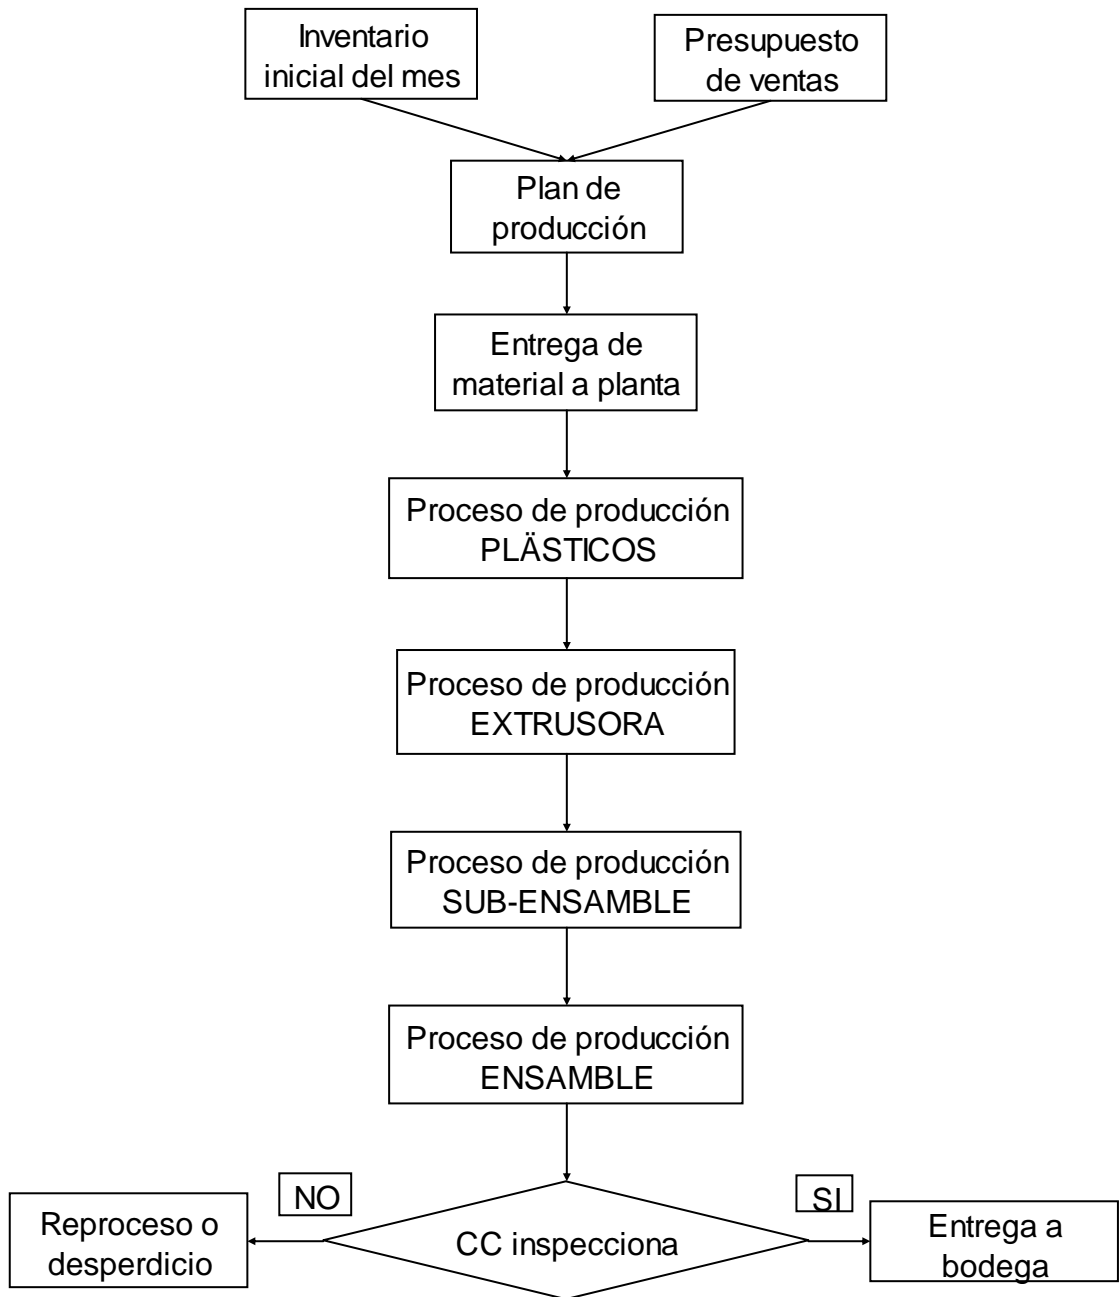 Inventario
inicial del mes
Presupuesto
de ventas
Plan de
producción
Entrega de
material a planta
Proceso de producción
PLÄSTICOS
Proceso de producción
EXTRUSORA
Proceso de producción
SUB-ENSAMBLE
Proceso de producción
ENSAMBLE
NO
SI
Reproceso o
desperdicio
CC inspecciona
Entrega a
bodega